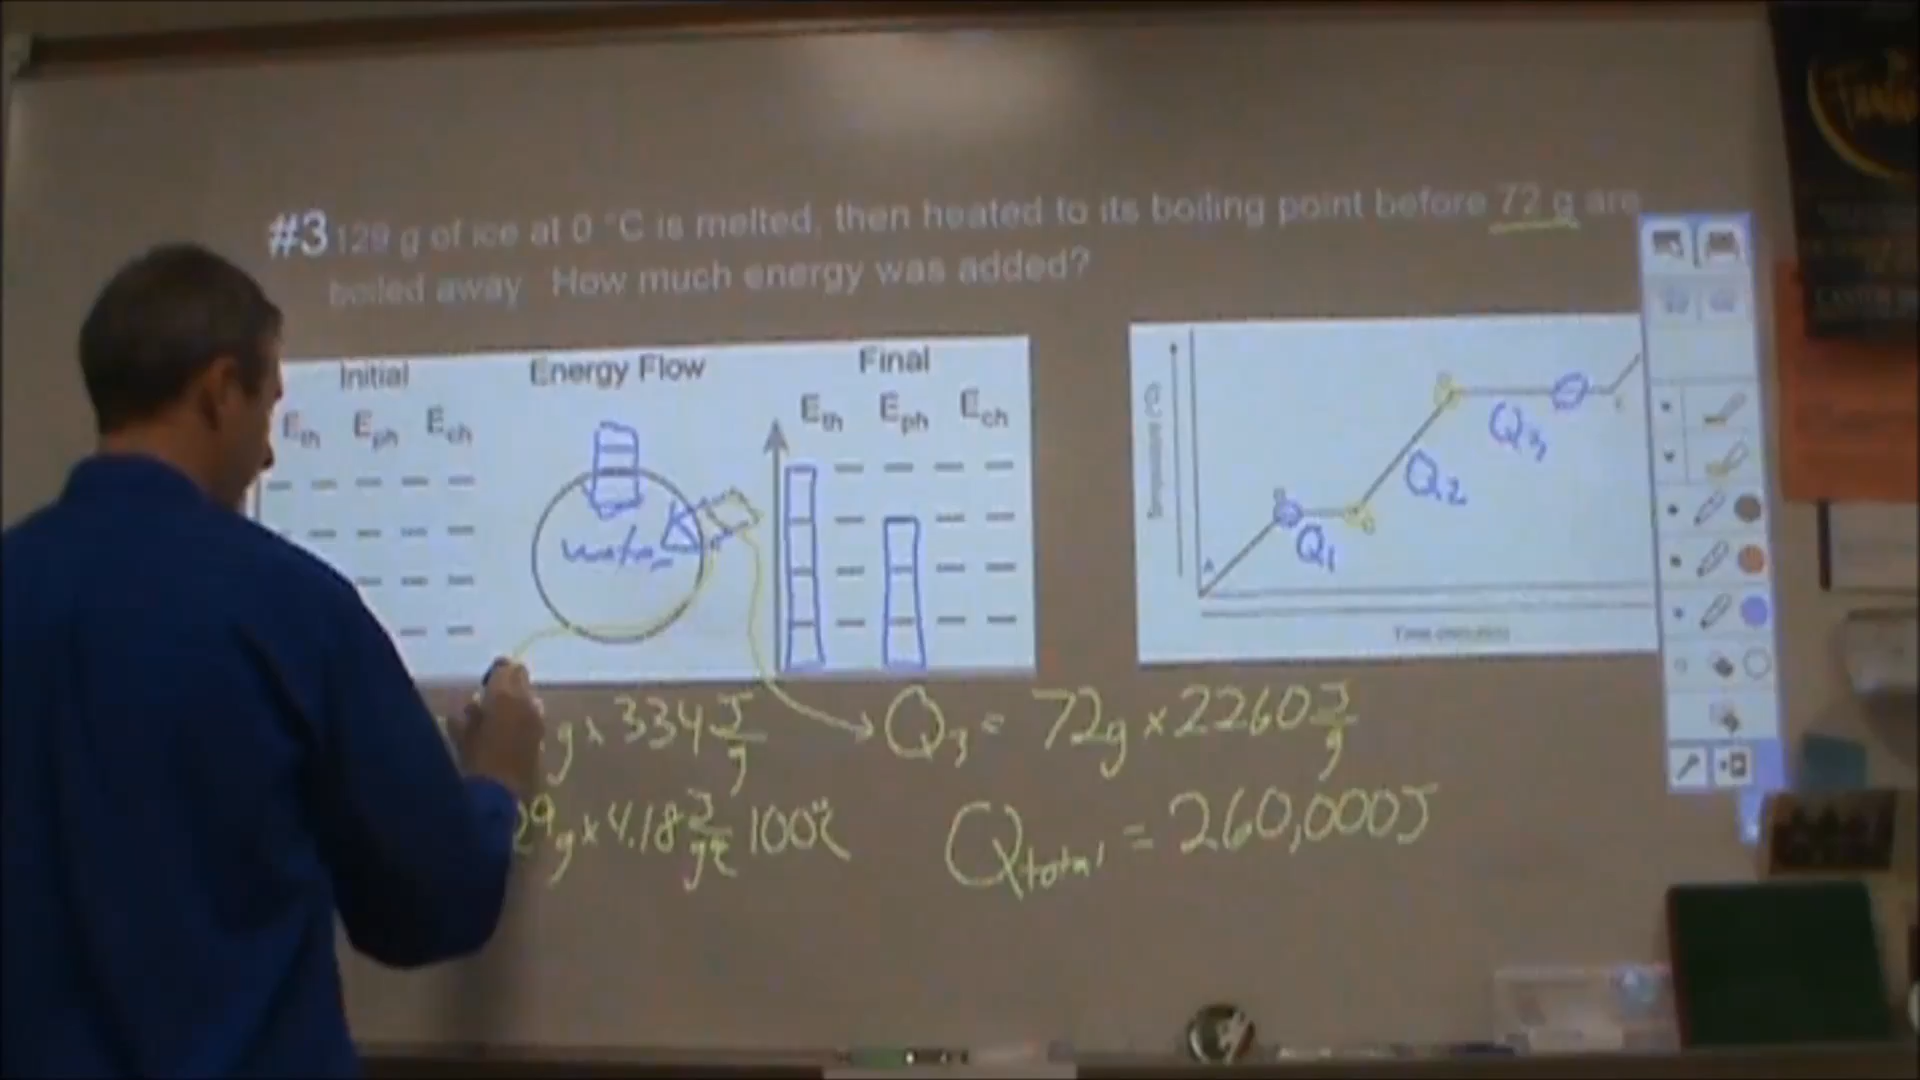 #3 129 g of ice at 0 °C is melted, then heated to its boiling point before 72 g are
boiled away. How much energy was added?
Initial Energy Flow Final
Eth Eph Ech
Eth Eph Ech
water
A
Q1
Q2
Q3
g x 334 J/g
Q3 = 72g x 2260 J/g
29g x 4.18 J/g°C 100°C
Qtotal = 260,000J